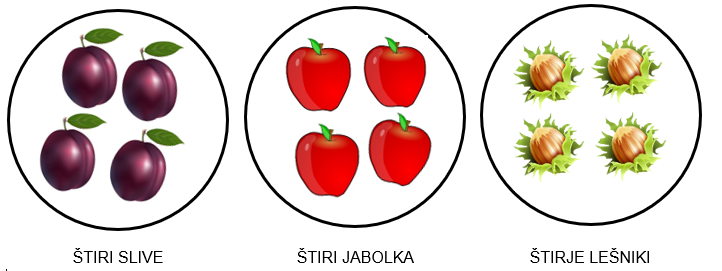 ŠTIRI SLIVE
ŠTIRI JABOLKA
ŠTIRJE LEŠNIKI